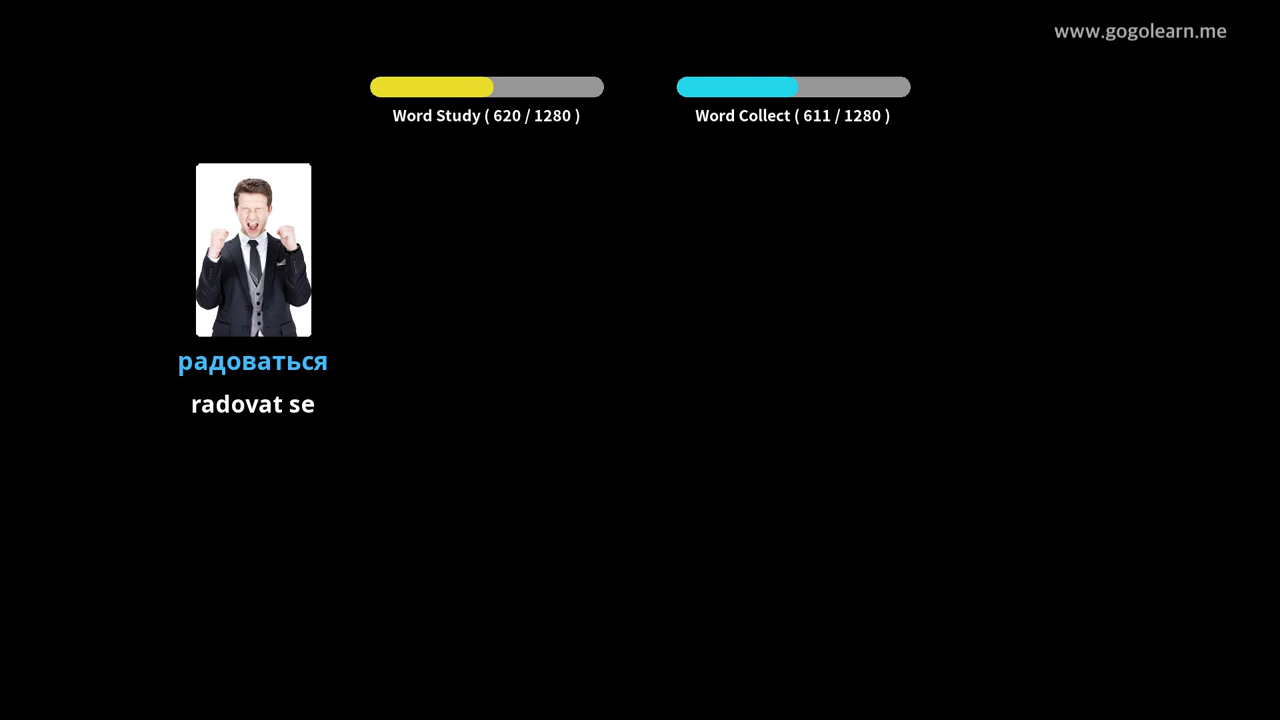 www.gogolearn.me
Word Study ( 620 / 1280 )
Word Collect ( 611 / 1280 )
радоваться
radovat se